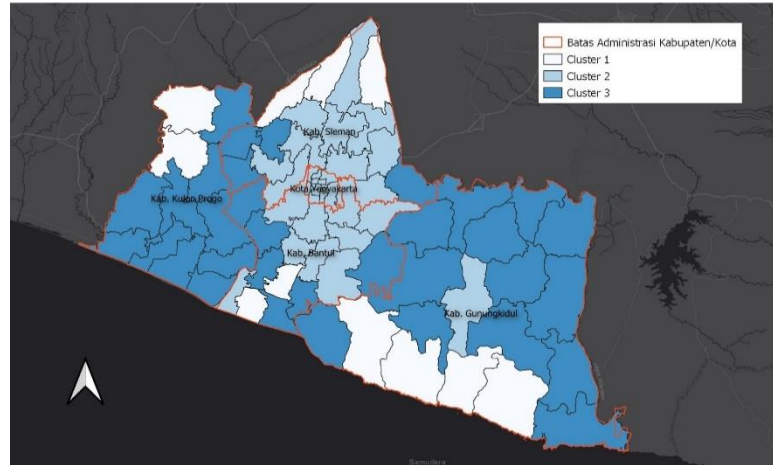 Batas Administrasi Kabupaten/Kota
Cluster 1
Cluster 2
Cluster 3
Kab. Sleman
Kota Yogyakarta
Kab. Kulon Progo
Kab. Bantul
Kab. Gunungkidul
Samudara